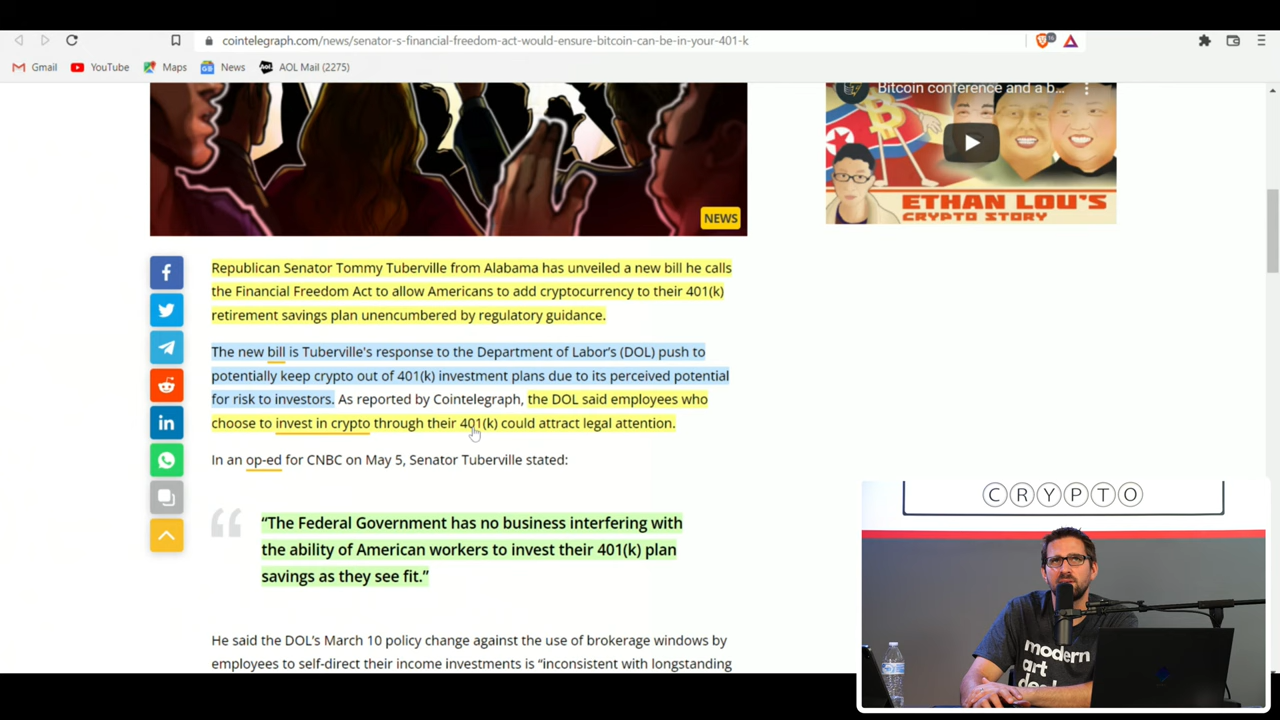 cointelegraph.com/news/senator-s-financial-freedom-act-would-ensure-bitcoin-can-be-in-your-401-k
Gmail YouTube Maps News AOL Mail (2275)
Bitcoin conference and a b...
ETHAN LOU'S
CRYPTO STORY
NEWS
Republican Senator Tommy Tuberville from Alabama has unveiled a new bill he calls
the Financial Freedom Act to allow Americans to add cryptocurrency to their 401(k)
retirement savings plan unencumbered by regulatory guidance.
The new bill is Tuberville's response to the Department of Labor's (DOL) push to
potentially keep crypto out of 401(k) investment plans due to its perceived potential
for risk to investors. As reported by Cointelegraph, the DOL said employees who
choose to invest in crypto through their 401(k) could attract legal attention.
In an op-ed for CNBC on May 5, Senator Tuberville stated:
“The Federal Government has no business interfering with
the ability of American workers to invest their 401(k) plan
savings as they see fit.”
He said the DOL's March 10 policy change against the use of brokerage windows by
employees to self-direct their income investments is “inconsistent with longstanding
CRYPTO
modern
art